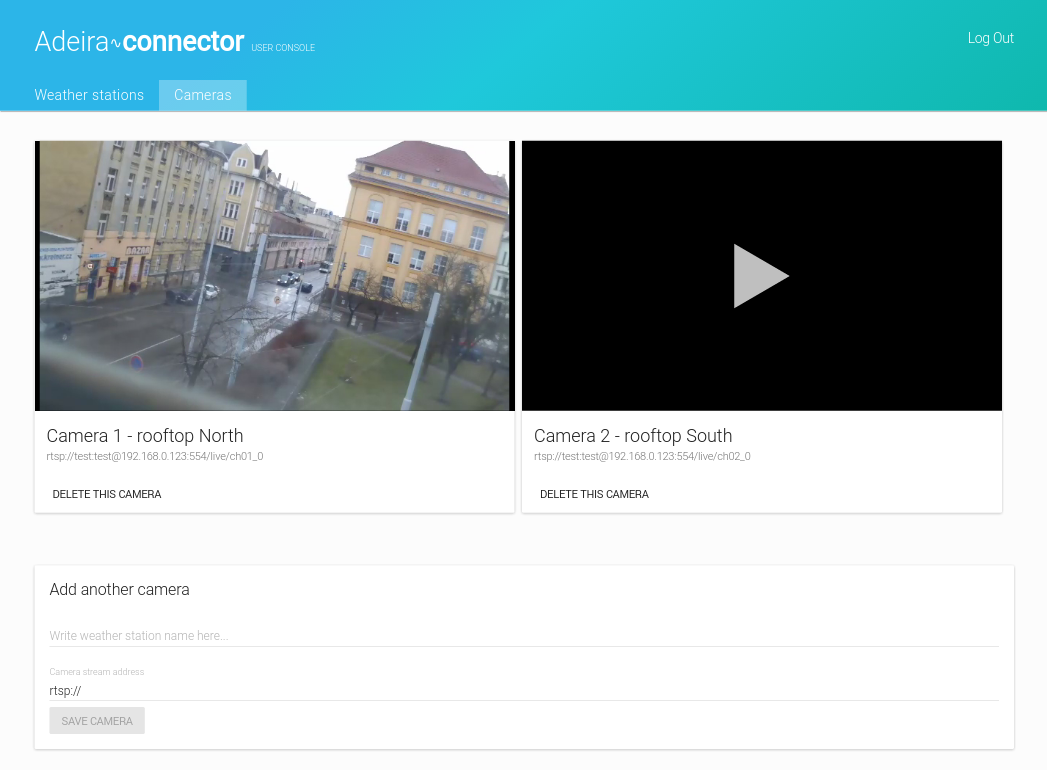 Adeira∿connector USER CONSOLE
Log Out
Weather stations
Cameras
BAZAR
Camera 1 - rooftop North
rtsp://test:test@192.168.0.123:554/live/ch01_0
DELETE THIS CAMERA
Camera 2 - rooftop South
rtsp://test:test@192.168.0.123:554/live/ch02_0
DELETE THIS CAMERA
Add another camera
Write weather station name here...
Camera stream address
rtsp://
SAVE CAMERA